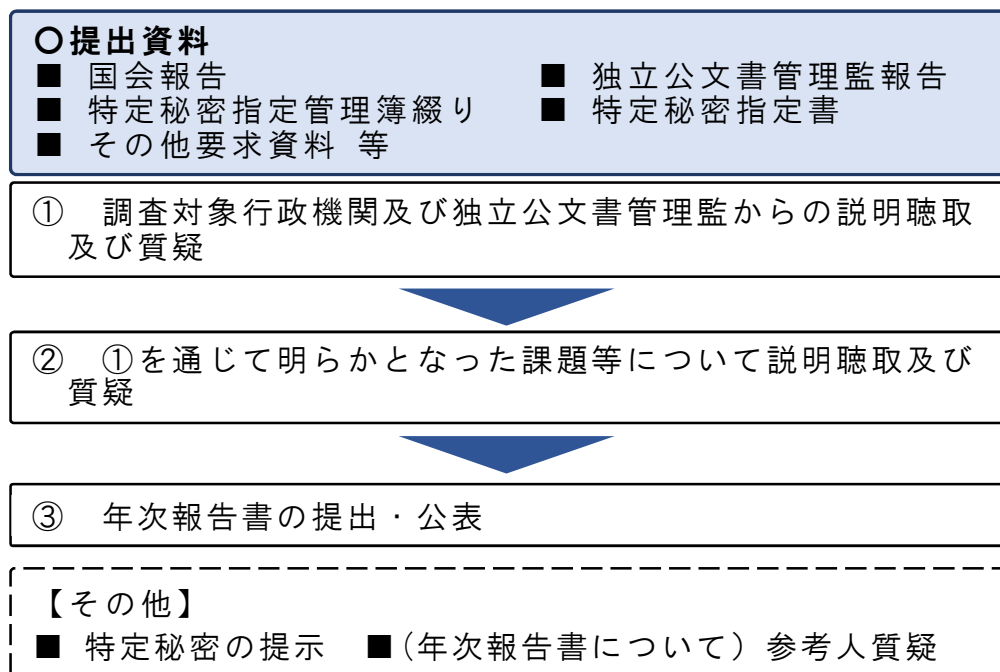 〇提出資料
■ 国会報告 ■ 独立公文書管理監報告
■ 特定秘密指定管理簿綴り ■ 特定秘密指定書
■ その他要求資料 等
① 調査対象行政機関及び独立公文書管理監からの説明聴取
及び質疑
② ①を通じて明らかとなった課題等について説明聴取及び
質疑
③ 年次報告書の提出・公表
【その他】
■ 特定秘密の提示 ■(年次報告書について)参考人質疑